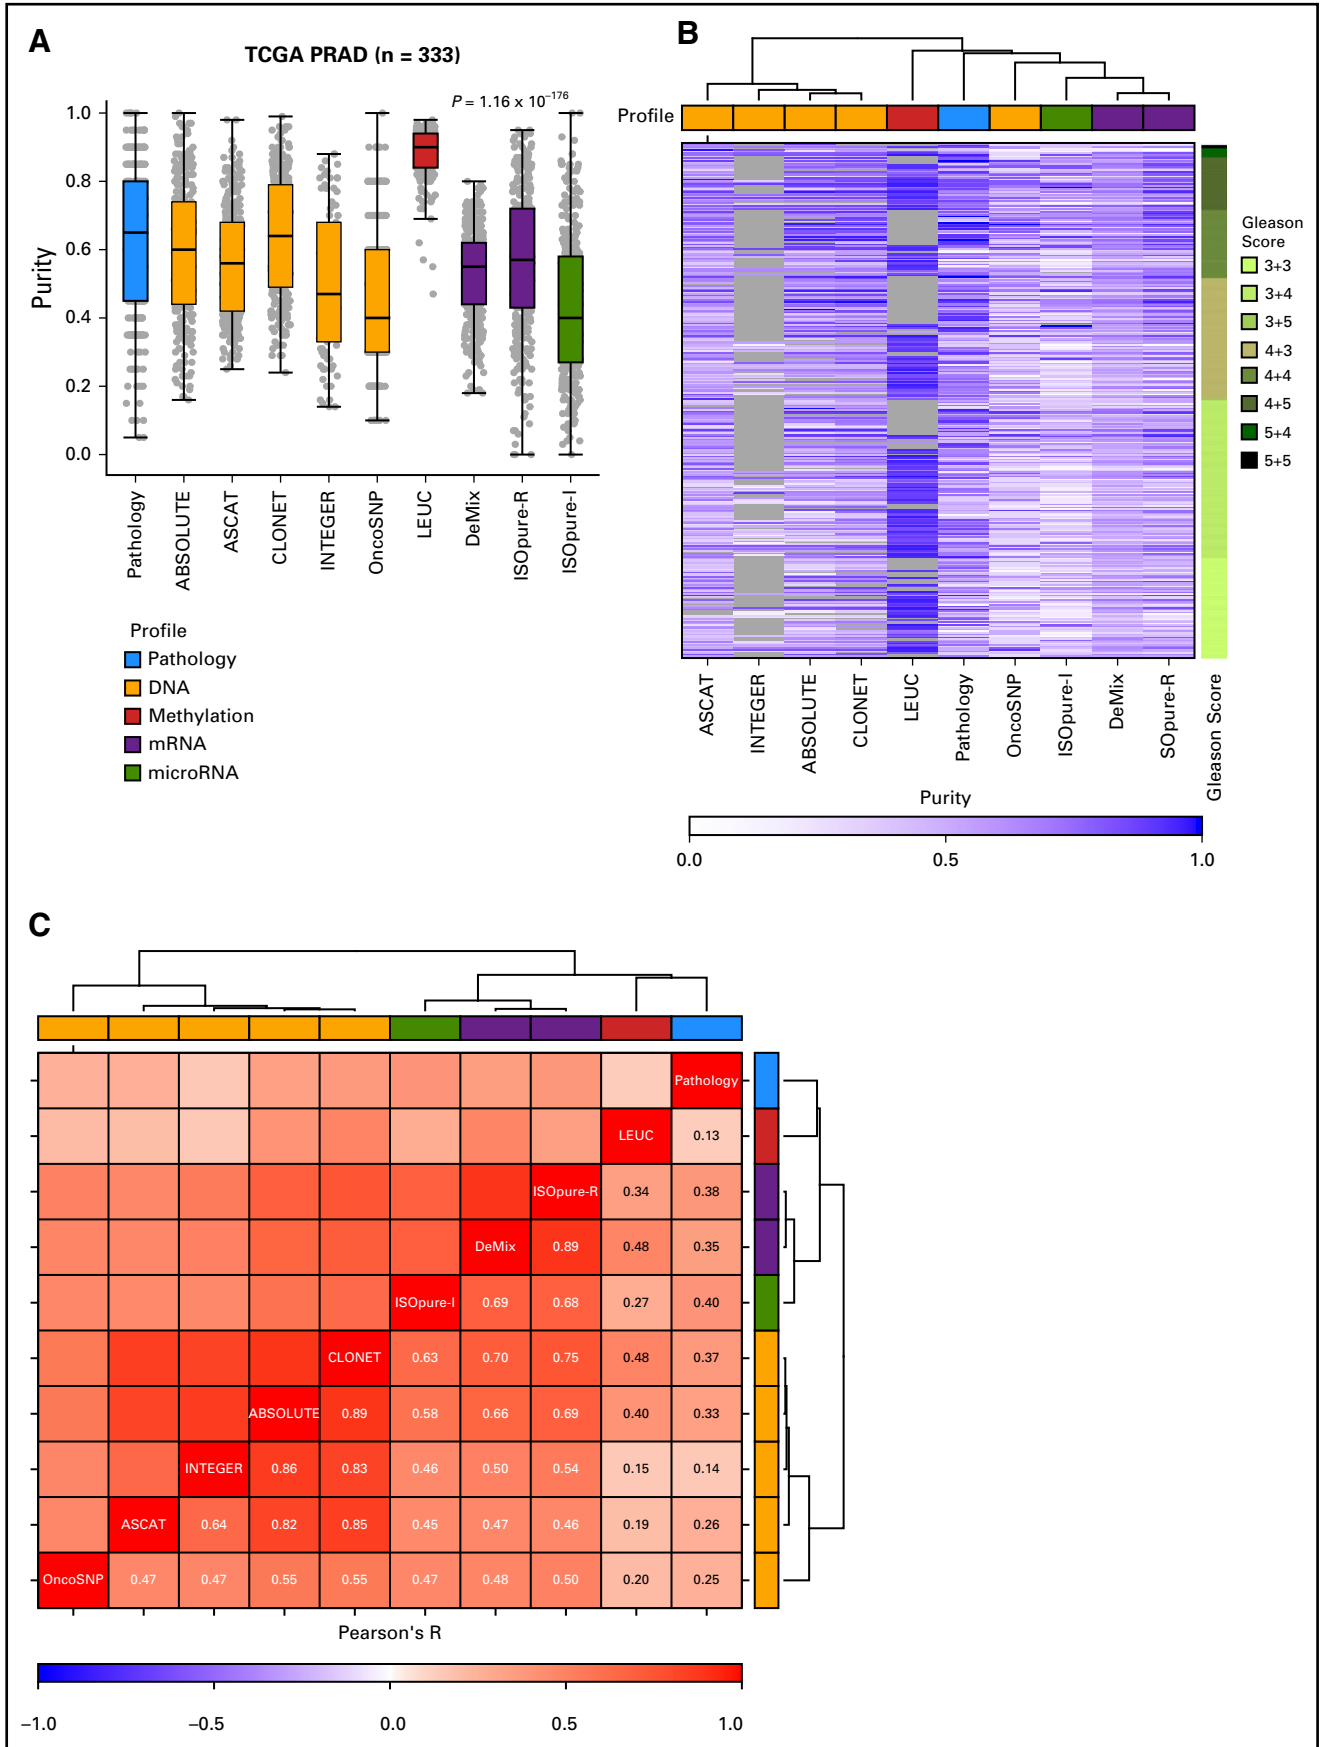 A
TCGA PRAD (n = 333)
P = 1.16 x 10⁻¹⁷⁶
Purity
1.0
0.8
0.6
0.4
0.2
0.0
Pathology
ABSOLUTE
ASCAT
CLONET
INTEGER
OncoSNP
LEUC
DeMix
ISOpure-R
ISOpure-I
Profile
Pathology
DNA
Methylation
mRNA
microRNA
B
Profile
Gleason
Score
3+3
3+4
3+5
4+3
4+4
4+5
5+4
5+5
ASCAT
INTEGER
ABSOLUTE
CLONET
LEUC
Pathology
OncoSNP
ISOpure-I
DeMix
SOpure-R
Gleason Score
Purity
0.0 0.5 1.0
C
Pathology
LEUC 0.13
ISOpure-R 0.34 0.38
DeMix 0.89 0.48 0.35
ISOpure-I 0.69 0.68 0.27 0.40
CLONET 0.63 0.70 0.75 0.48 0.37
ABSOLUTE 0.89 0.58 0.66 0.69 0.40 0.33
INTEGER 0.86 0.83 0.46 0.50 0.54 0.15 0.14
ASCAT 0.64 0.82 0.85 0.45 0.47 0.46 0.19 0.26
OncoSNP 0.47 0.47 0.55 0.55 0.47 0.48 0.50 0.20 0.25
Pearson's R
−1.0 −0.5 0.0 0.5 1.0